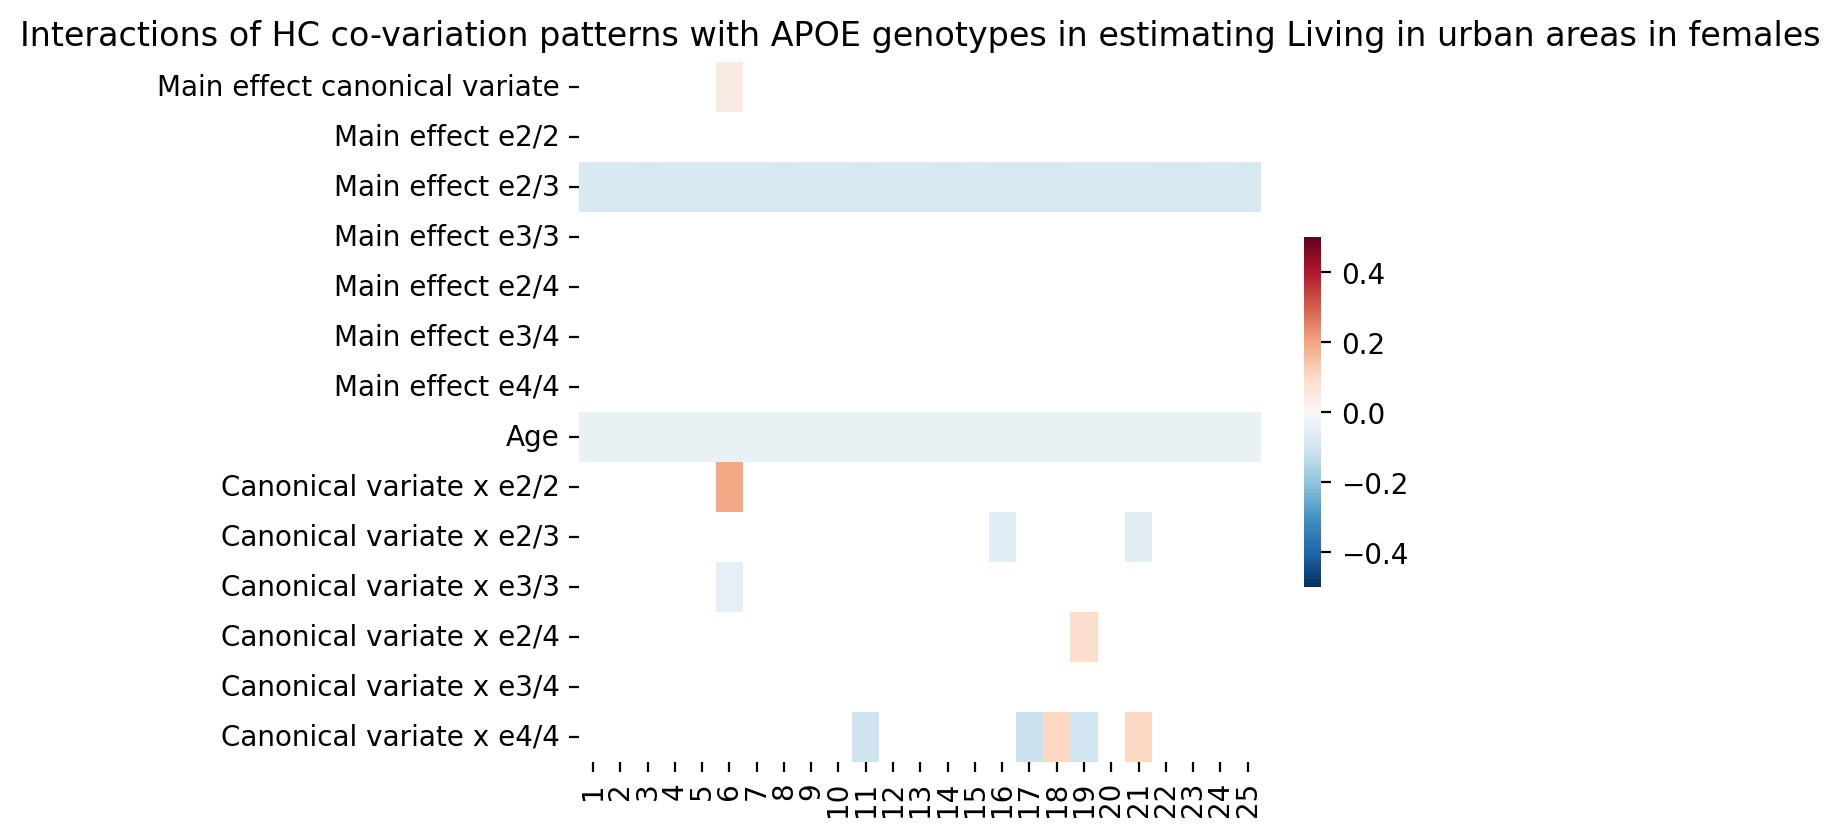 Interactions of HC co-variation patterns with APOE genotypes in estimating Living in urban areas in females
Main effect canonical variate
Main effect e2/2
Main effect e2/3
Main effect e3/3
Main effect e2/4
Main effect e3/4
Main effect e4/4
Age
Canonical variate x e2/2
Canonical variate x e2/3
Canonical variate x e3/3
Canonical variate x e2/4
Canonical variate x e3/4
Canonical variate x e4/4
1 2 3 4 5 6 7 8 9 10 11 12 13 14 15 16 17 18 19 20 21 22 23 24 25
0.4
0.2
0.0
−0.2
−0.4